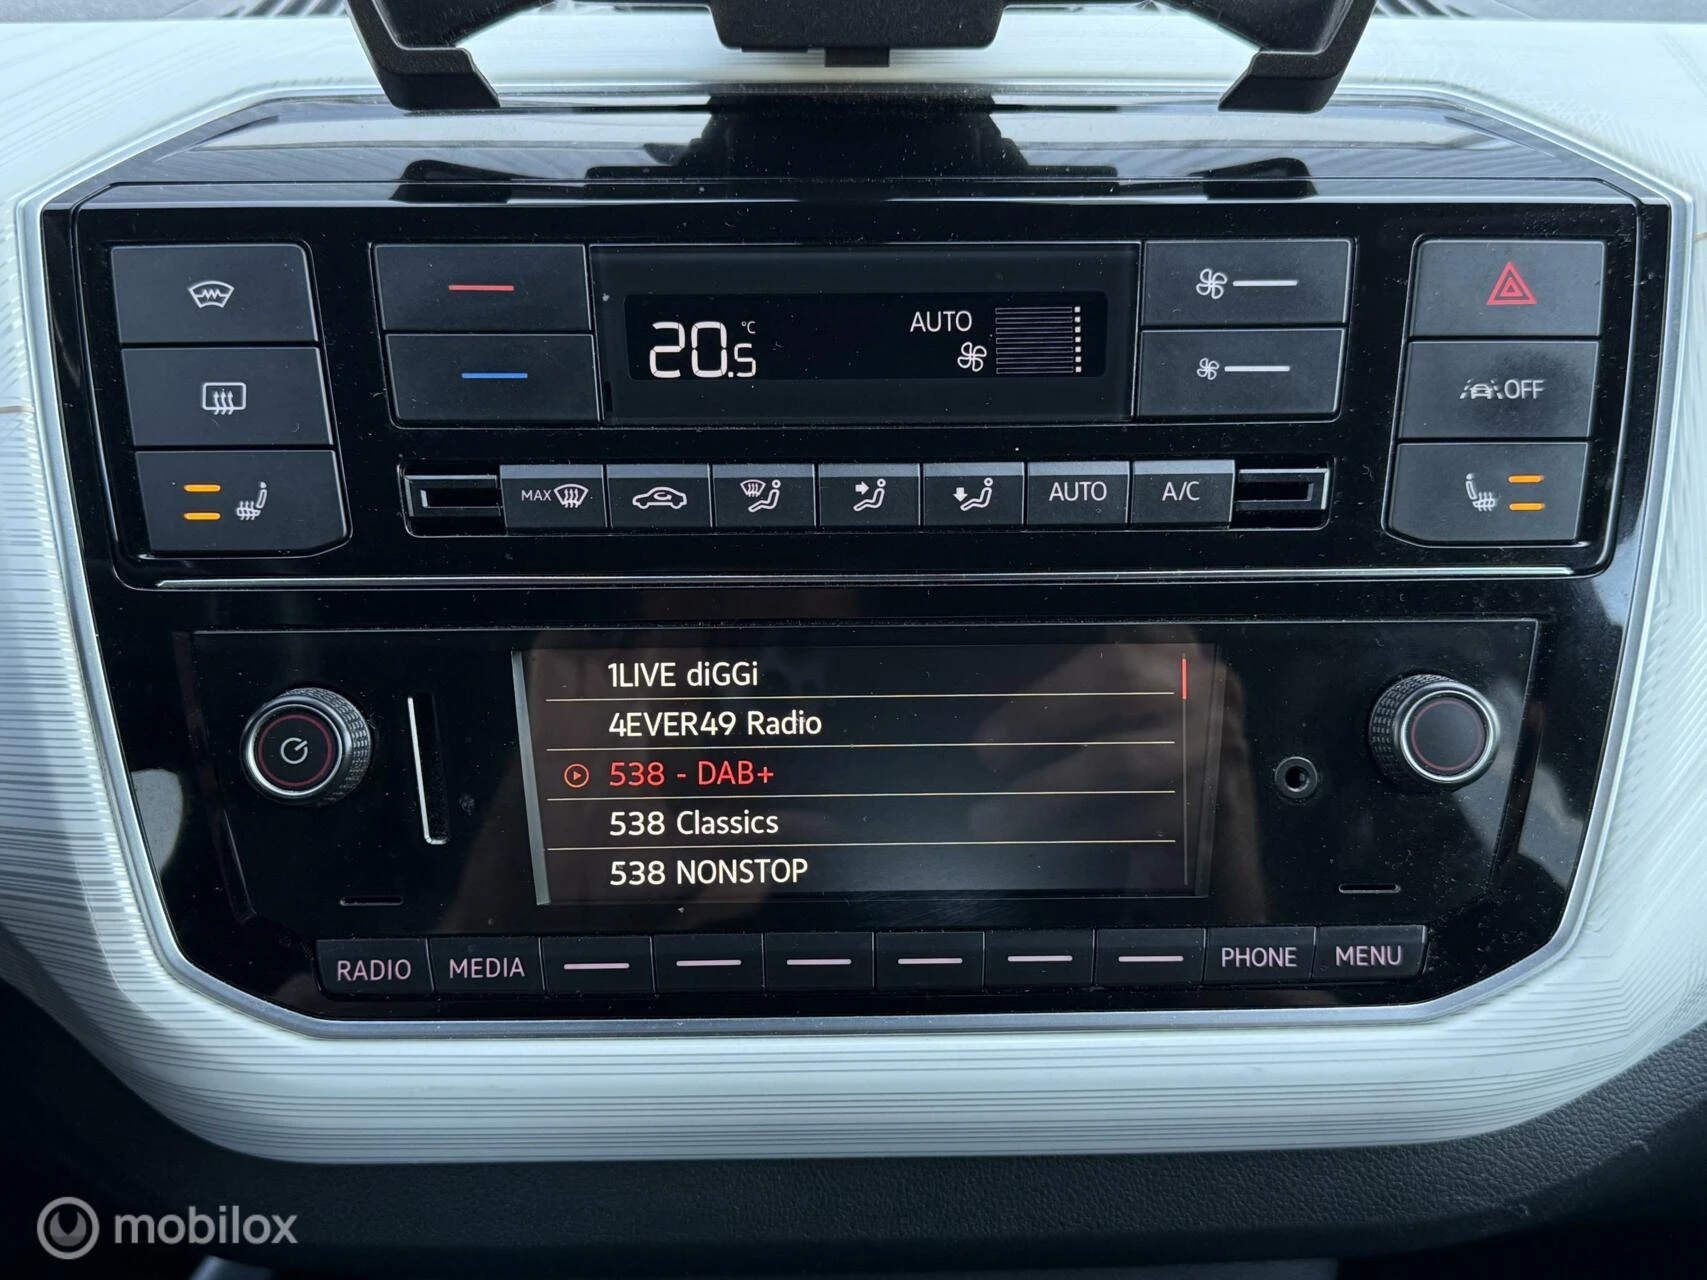 20.5 °C
AUTO
OFF
MAX
AUTO
A/C
1LIVE diGGi
4EVER49 Radio
538 - DAB+
538 Classics
538 NONSTOP
RADIO
MEDIA
PHONE
MENU
mobilox